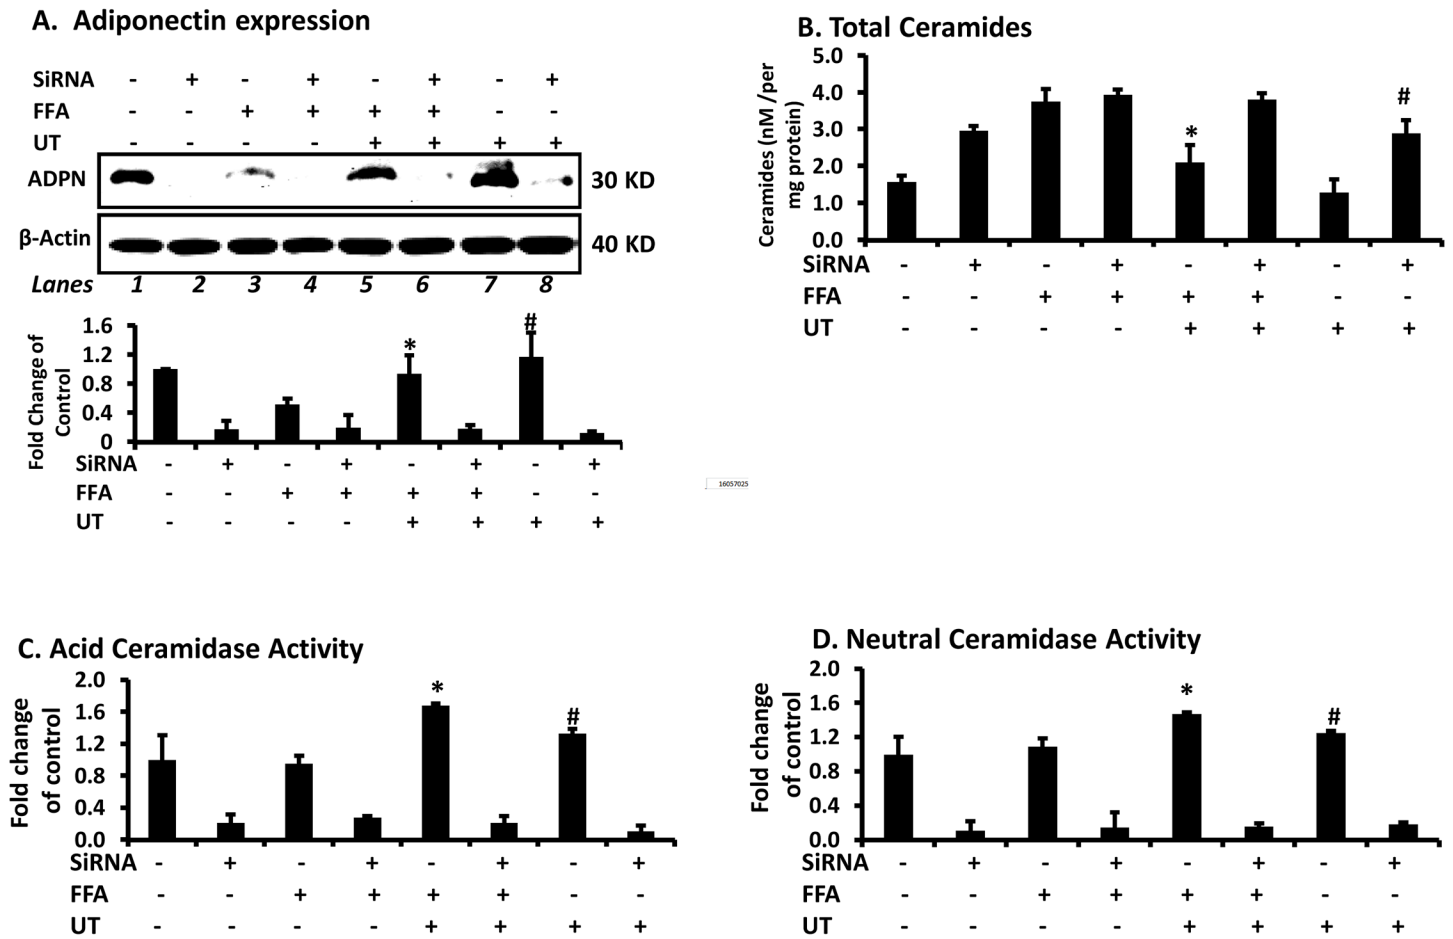 A. Adiponectin expression
SiRNA - + - + - + - +
FFA - - + + + + - -
UT - - - - + + + +
ADPN 30 KD
β-Actin 40 KD
Lanes 1 2 3 4 5 6 7 8
Fold Change of
Control
1.6
1.2
0.8
0.4
0
* #
SiRNA - + - + - + - +
FFA - - + + + + - -
UT - - - - + + + +
B. Total Ceramides
Ceramides (nM /per
mg protein)
5.0
4.0
3.0
2.0
1.0
0.0
* #
SiRNA - + - + - + - +
FFA - - + + + + - -
UT - - - - + + + +
16057025
C. Acid Ceramidase Activity
Fold change
of control
2.0
1.6
1.2
0.8
0.4
0.0
* #
SiRNA - + - + - + - +
FFA - - + + + + - -
UT - - - - + + + +
D. Neutral Ceramidase Activity
Fold change
of control
2.0
1.6
1.2
0.8
0.4
0.0
* #
SiRNA - + - + - + - +
FFA - - + + + + - -
UT - - - - + + + +